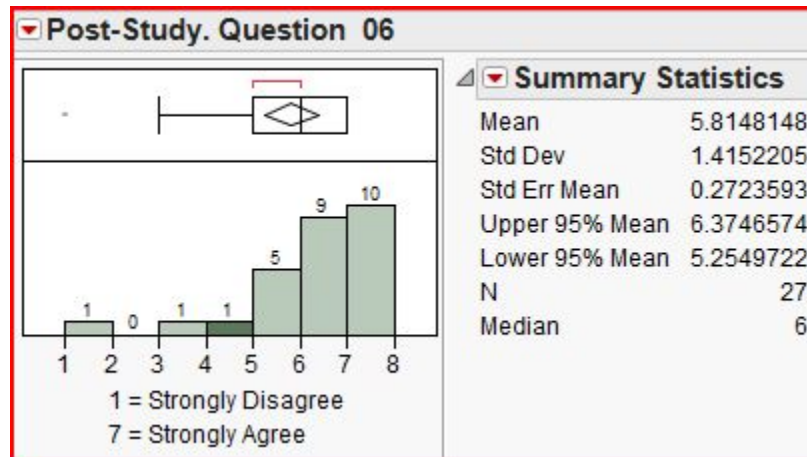 Post-Study. Question 06
1 0 1 1 5 9 10
1 2 3 4 5 6 7 8
1 = Strongly Disagree
7 = Strongly Agree
Summary Statistics
Mean 5.8148148
Std Dev 1.4152205
Std Err Mean 0.2723593
Upper 95% Mean 6.3746574
Lower 95% Mean 5.2549722
N 27
Median 6